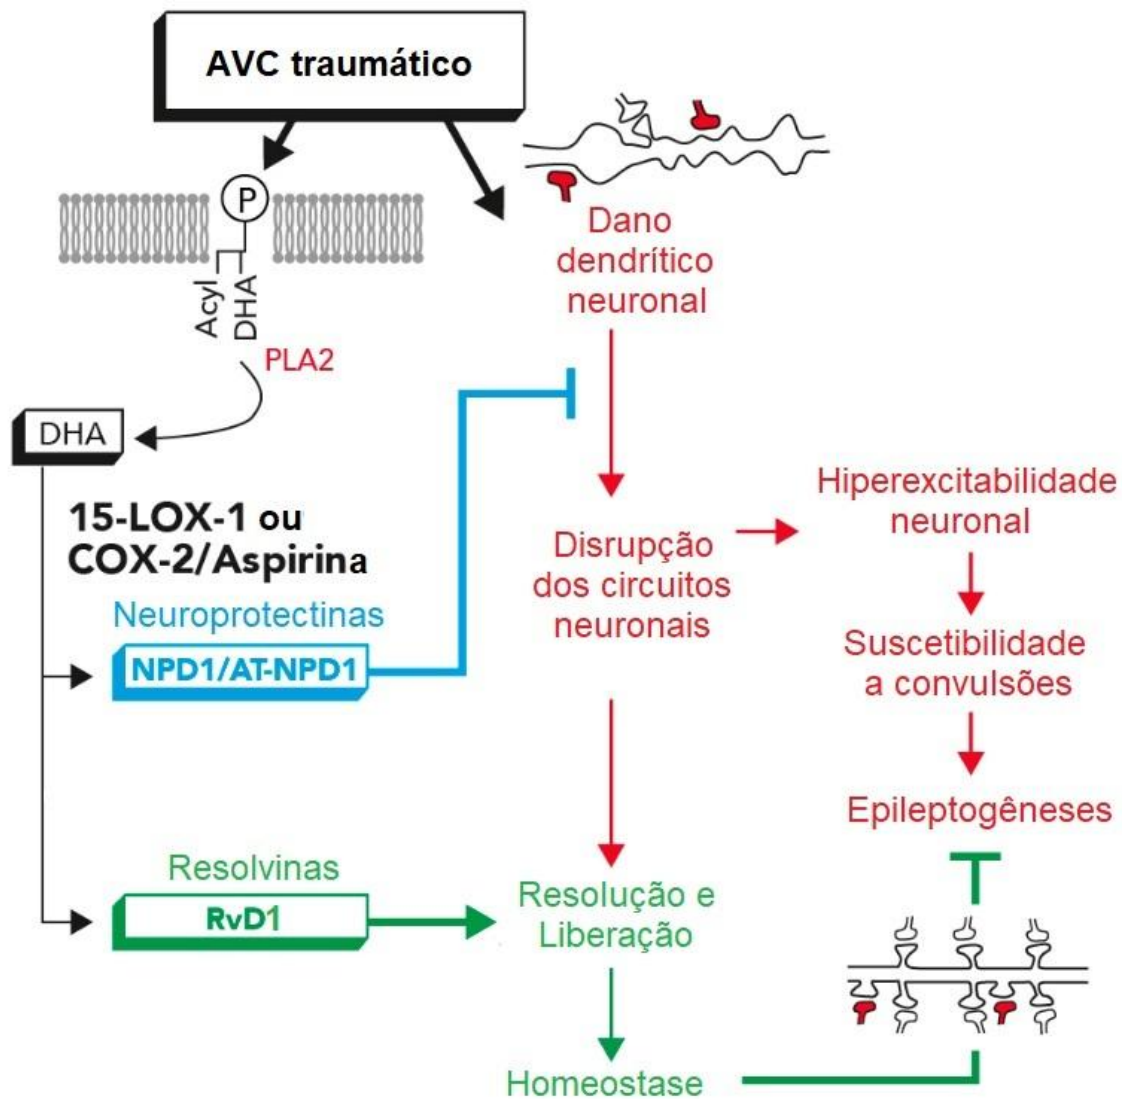 AVC traumático
P
Acyl
DHA
PLA2
DHA
Dano
dendrítico
neuronal
15-LOX-1 ou
COX-2/Aspirina
Neuroprotectinas
NPD1/AT-NPD1
Disrupção
dos circuitos
neuronais
Hiperexcitabilidade
neuronal
Suscetibilidade
a convulsões
Epileptogêneses
Resolvinas
RvD1
Resolução e
Liberação
Homeostase